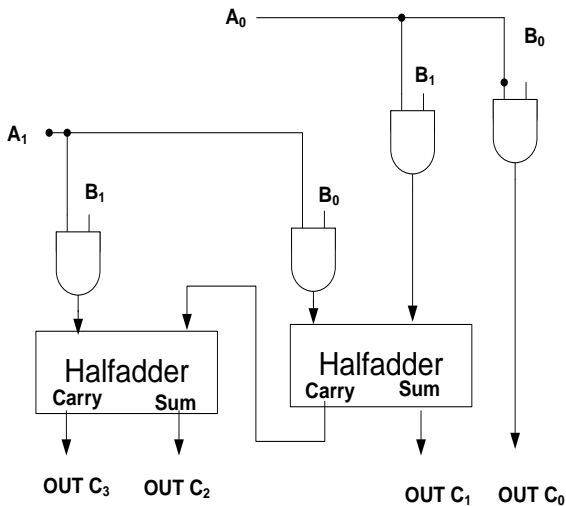 A₀
B₀
B₁
A₁
B₁
B₀
Halfadder
Carry
Sum
Halfadder
Carry
Sum
OUT C₃
OUT C₂
OUT C₁
OUT C₀